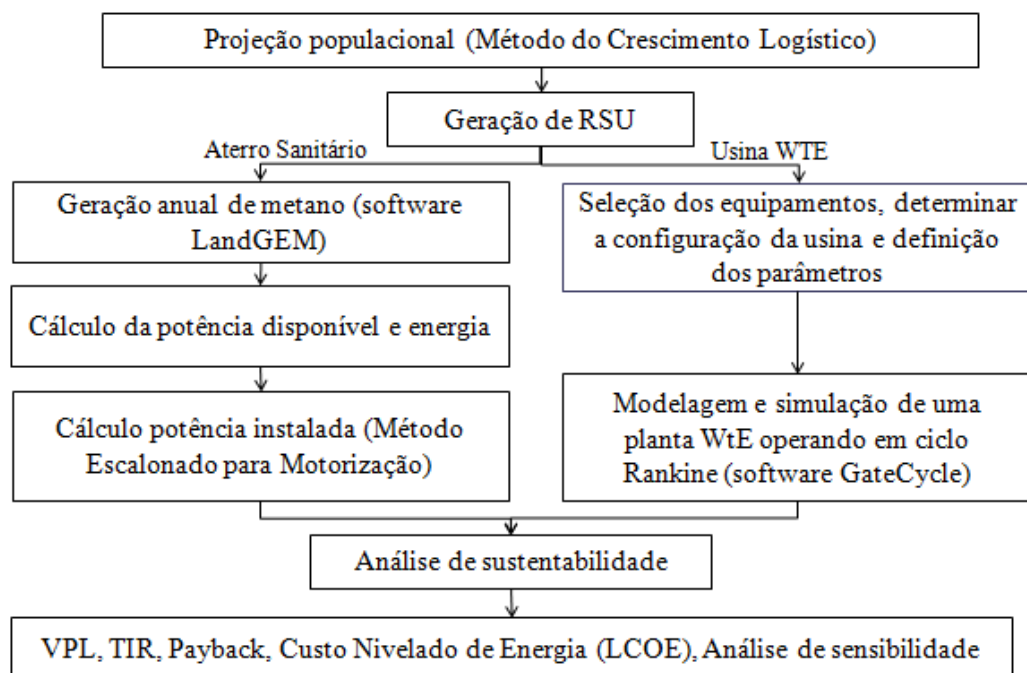 Projeção populacional (Método do Crescimento Logístico)
Geração de RSU
Aterro Sanitário
Usina WTE
Geração anual de metano (software
LandGEM)
Cálculo da potência disponível e energia
Cálculo potência instalada (Método
Escalonado para Motorização)
Seleção dos equipamentos, determinar
a configuração da usina e definição
dos parâmetros
Modelagem e simulação de uma
planta WtE operando em ciclo
Rankine (software GateCycle)
Análise de sustentabilidade
VPL, TIR, Payback, Custo Nivelado de Energia (LCOE), Análise de sensibilidade